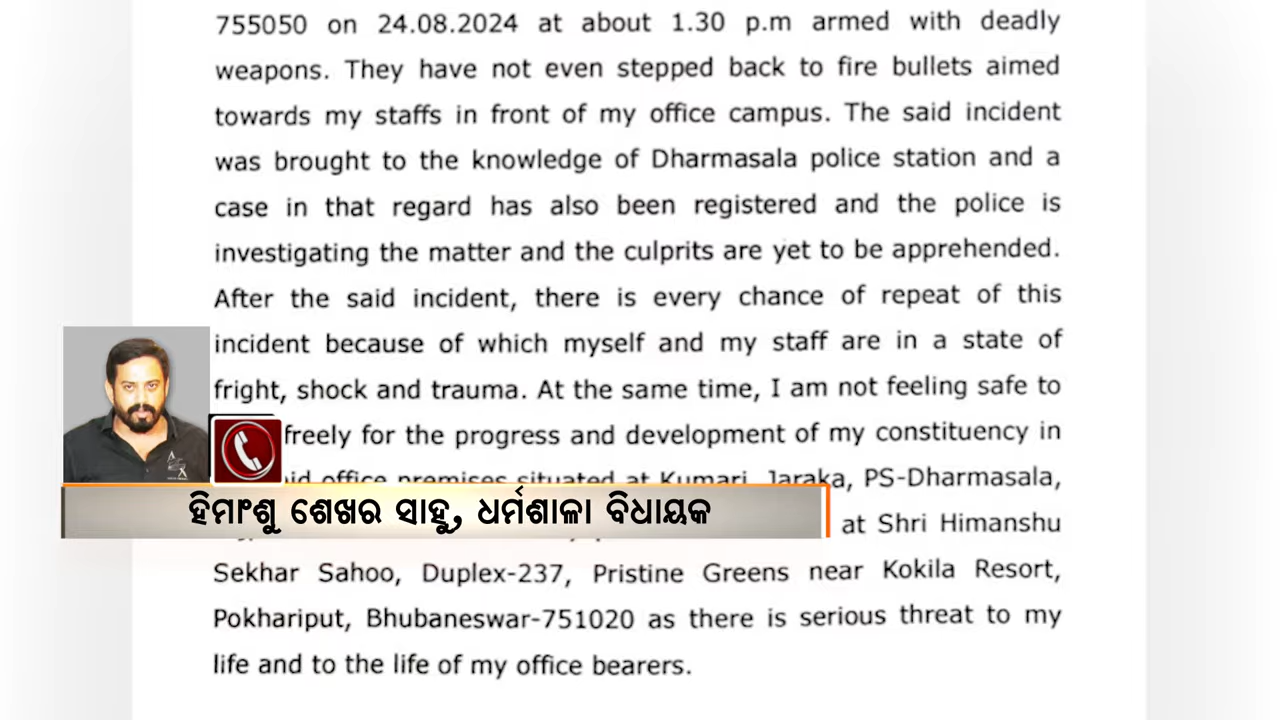 755050 on 24.08.2024 at about 1.30 p.m armed with deadly
weapons. They have not even stepped back to fire bullets aimed
towards my staffs in front of my office campus. The said incident
was brought to the knowledge of Dharmasala police station and a
case in that regard has also been registered and the police is
investigating the matter and the culprits are yet to be apprehended.
After the said incident, there is every chance of repeat of this
incident because of which myself and my staff are in a state of
fright, shock and trauma. At the same time, I am not feeling safe to
freely for the progress and development of my constituency in
office premises situated at Kumari, Jaraka, PS-Dharmasala,
ହିମାଂଶୁ ଶେଖର ସାହୁ, ଧର୍ମଶାଳା ବିଧାୟକ
at Shri Himanshu
Sekhar Sahoo, Duplex-237, Pristine Greens near Kokila Resort,
Pokhariput, Bhubaneswar-751020 as there is serious threat to my
life and to the life of my office bearers.